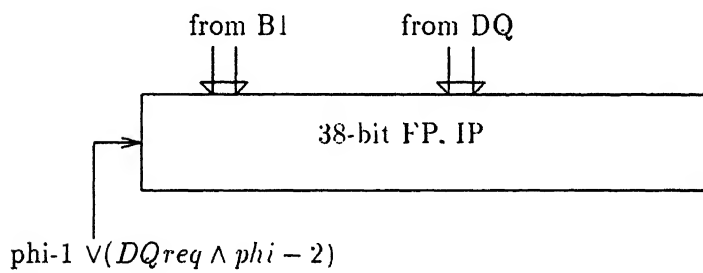 from B1 from DQ
38-bit FP, IP
phi-1 ∨(DQreq ∧ phi − 2)